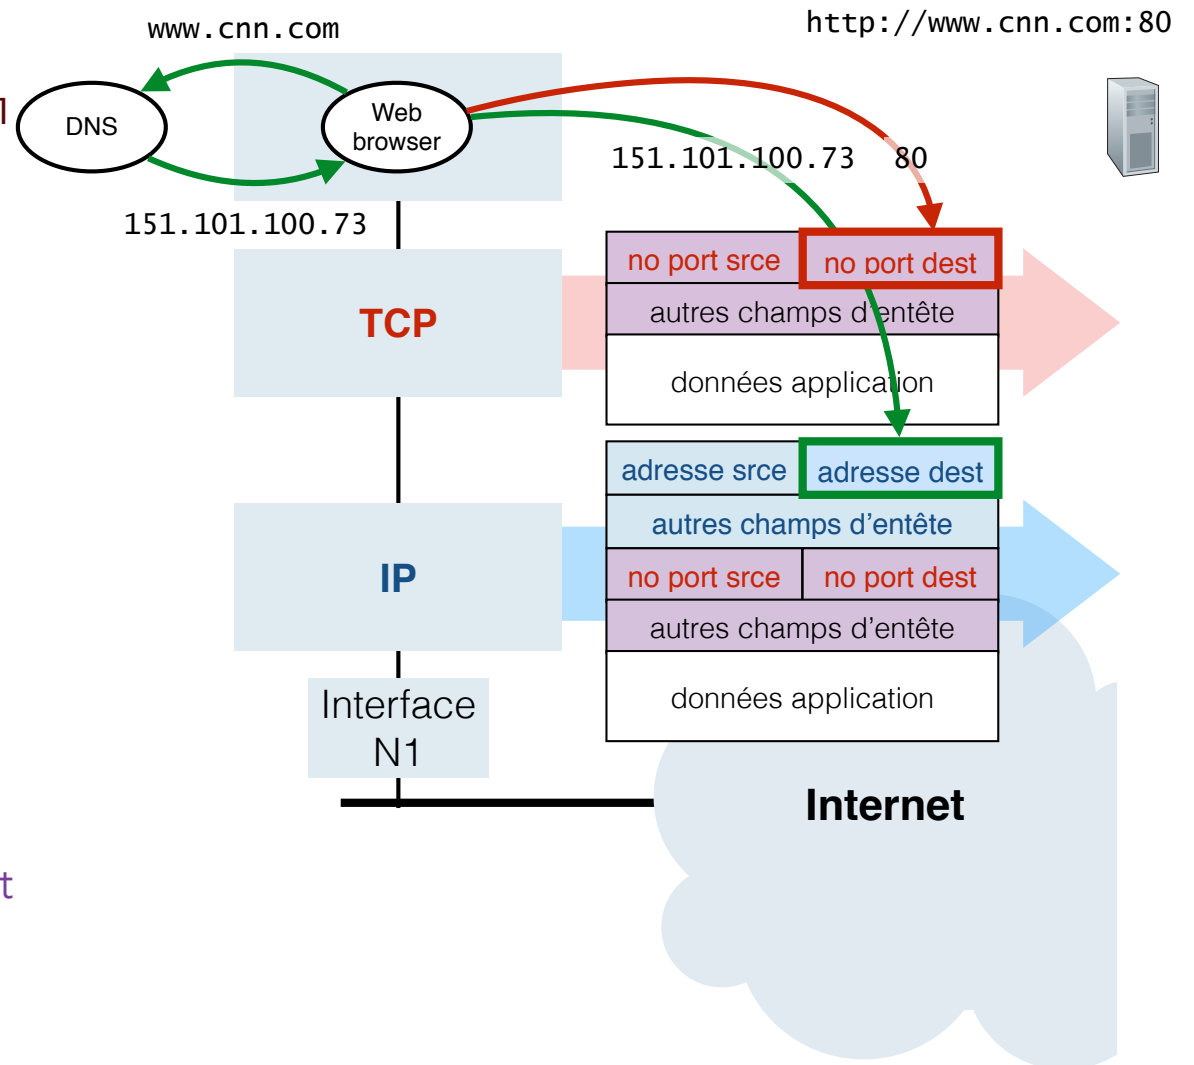 www.cnn.com
http://www.cnn.com:80
DNS
Web
browser
151.101.100.73 80
151.101.100.73
no port srce no port dest
TCP
autres champs d'entête
données application
adresse srce adresse dest
autres champs d'entête
IP
no port srce no port dest
autres champs d'entête
Interface
N1
données application
Internet
t